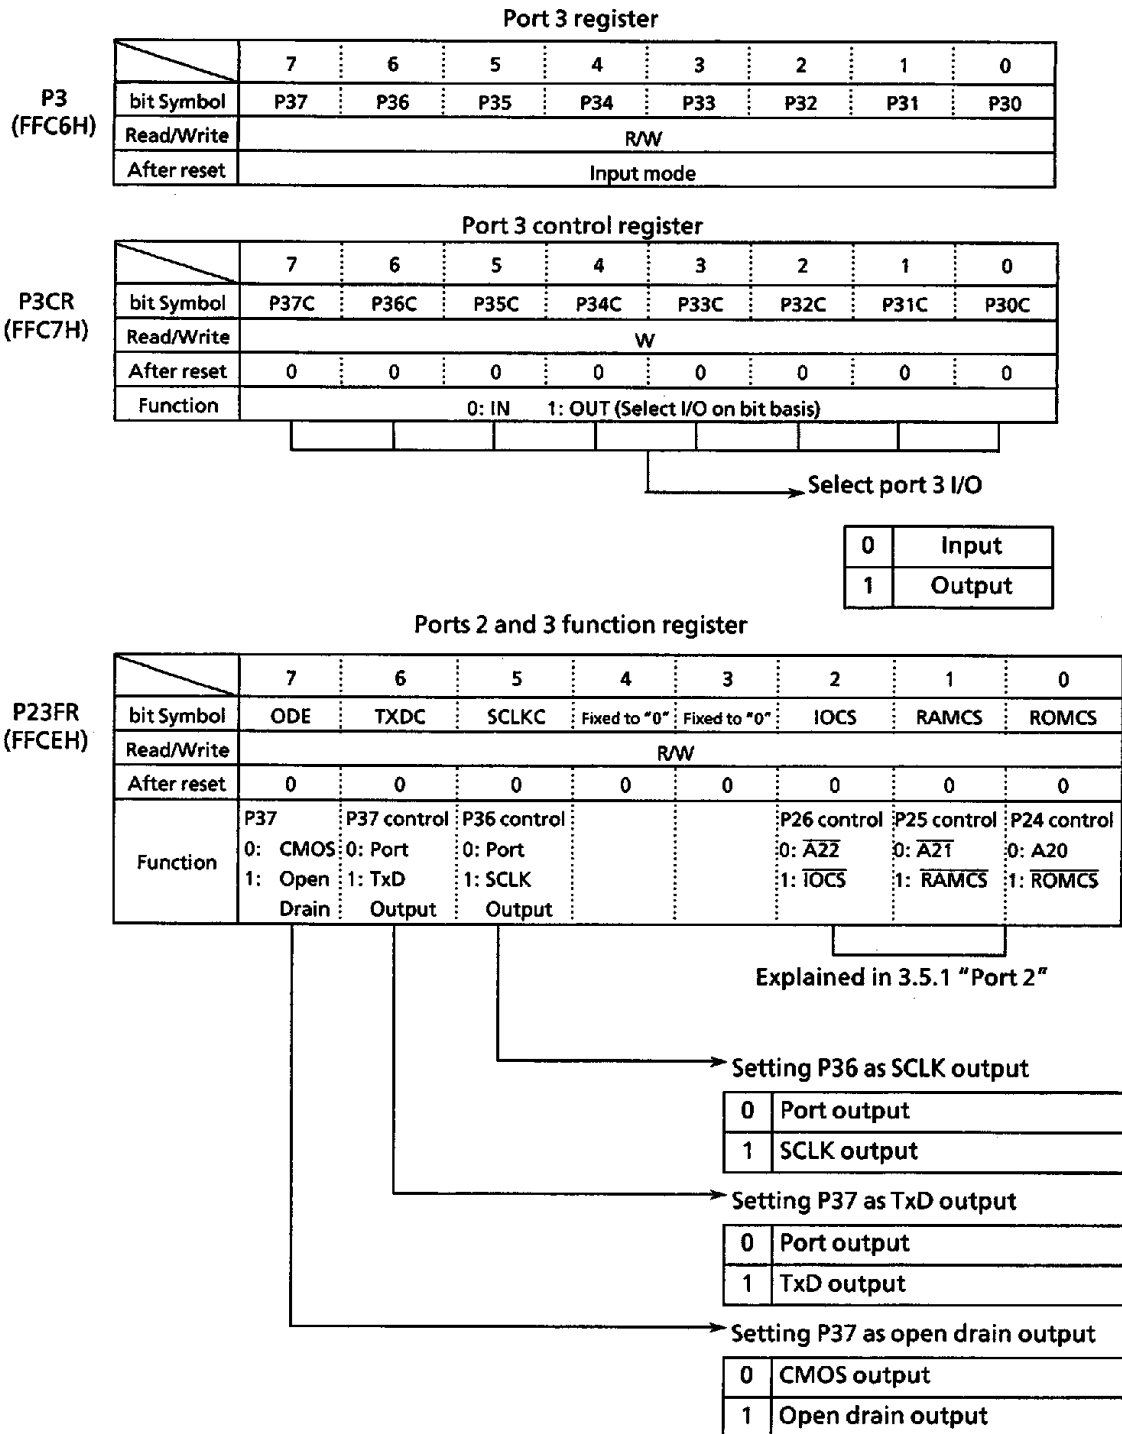 Port 3 register
7 6 5 4 3 2 1 0
P3
(FFC6H)
bit Symbol P37 P36 P35 P34 P33 P32 P31 P30
Read/Write R/W
After reset Input mode
Port 3 control register
7 6 5 4 3 2 1 0
P3CR
(FFC7H)
bit Symbol P37C P36C P35C P34C P33C P32C P31C P30C
Read/Write W
After reset 0 0 0 0 0 0 0 0
Function 0: IN 1: OUT (Select I/O on bit basis)
Select port 3 I/O
0 Input
1 Output
Ports 2 and 3 function register
7 6 5 4 3 2 1 0
P23FR
(FFCEH)
bit Symbol ODE TXDC SCLKC Fixed to "0" Fixed to "0" IOCS RAMCS ROMCS
Read/Write R/W
After reset 0 0 0 0 0 0 0 0
Function
P37
0: CMOS
1: Open
Drain
P37 control
0: Port
1: TxD
Output
P36 control
0: Port
1: SCLK
Output
P26 control
0: A̅2̅2̅
1: I̅O̅C̅S̅
P25 control
0: A̅2̅1̅
1: R̅A̅M̅C̅S̅
P24 control
0: A20
1: R̅O̅M̅C̅S̅
Explained in 3.5.1 "Port 2"
Setting P36 as SCLK output
0 Port output
1 SCLK output
Setting P37 as TxD output
0 Port output
1 TxD output
Setting P37 as open drain output
0 CMOS output
1 Open drain output